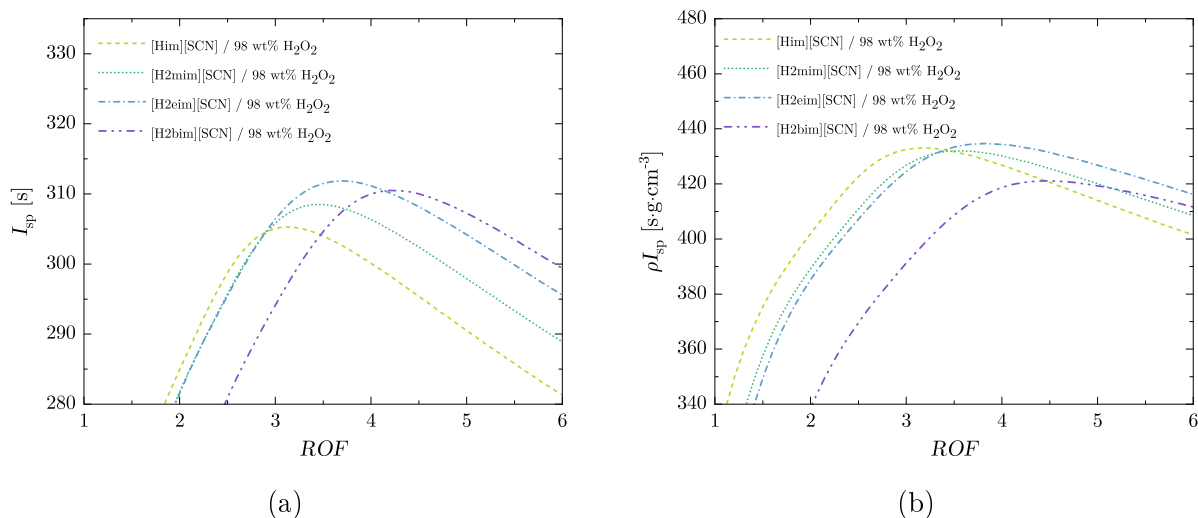 330
320
310
300
290
280
I_sp [s]
[Him][SCN] / 98 wt% H₂O₂
[H2mim][SCN] / 98 wt% H₂O₂
[H2eim][SCN] / 98 wt% H₂O₂
[H2bim][SCN] / 98 wt% H₂O₂
1 2 3 4 5 6
ROF
(a)
480
460
440
420
400
380
360
340
ρI_sp [s·g·cm⁻³]
[Him][SCN] / 98 wt% H₂O₂
[H2mim][SCN] / 98 wt% H₂O₂
[H2eim][SCN] / 98 wt% H₂O₂
[H2bim][SCN] / 98 wt% H₂O₂
1 2 3 4 5 6
ROF
(b)